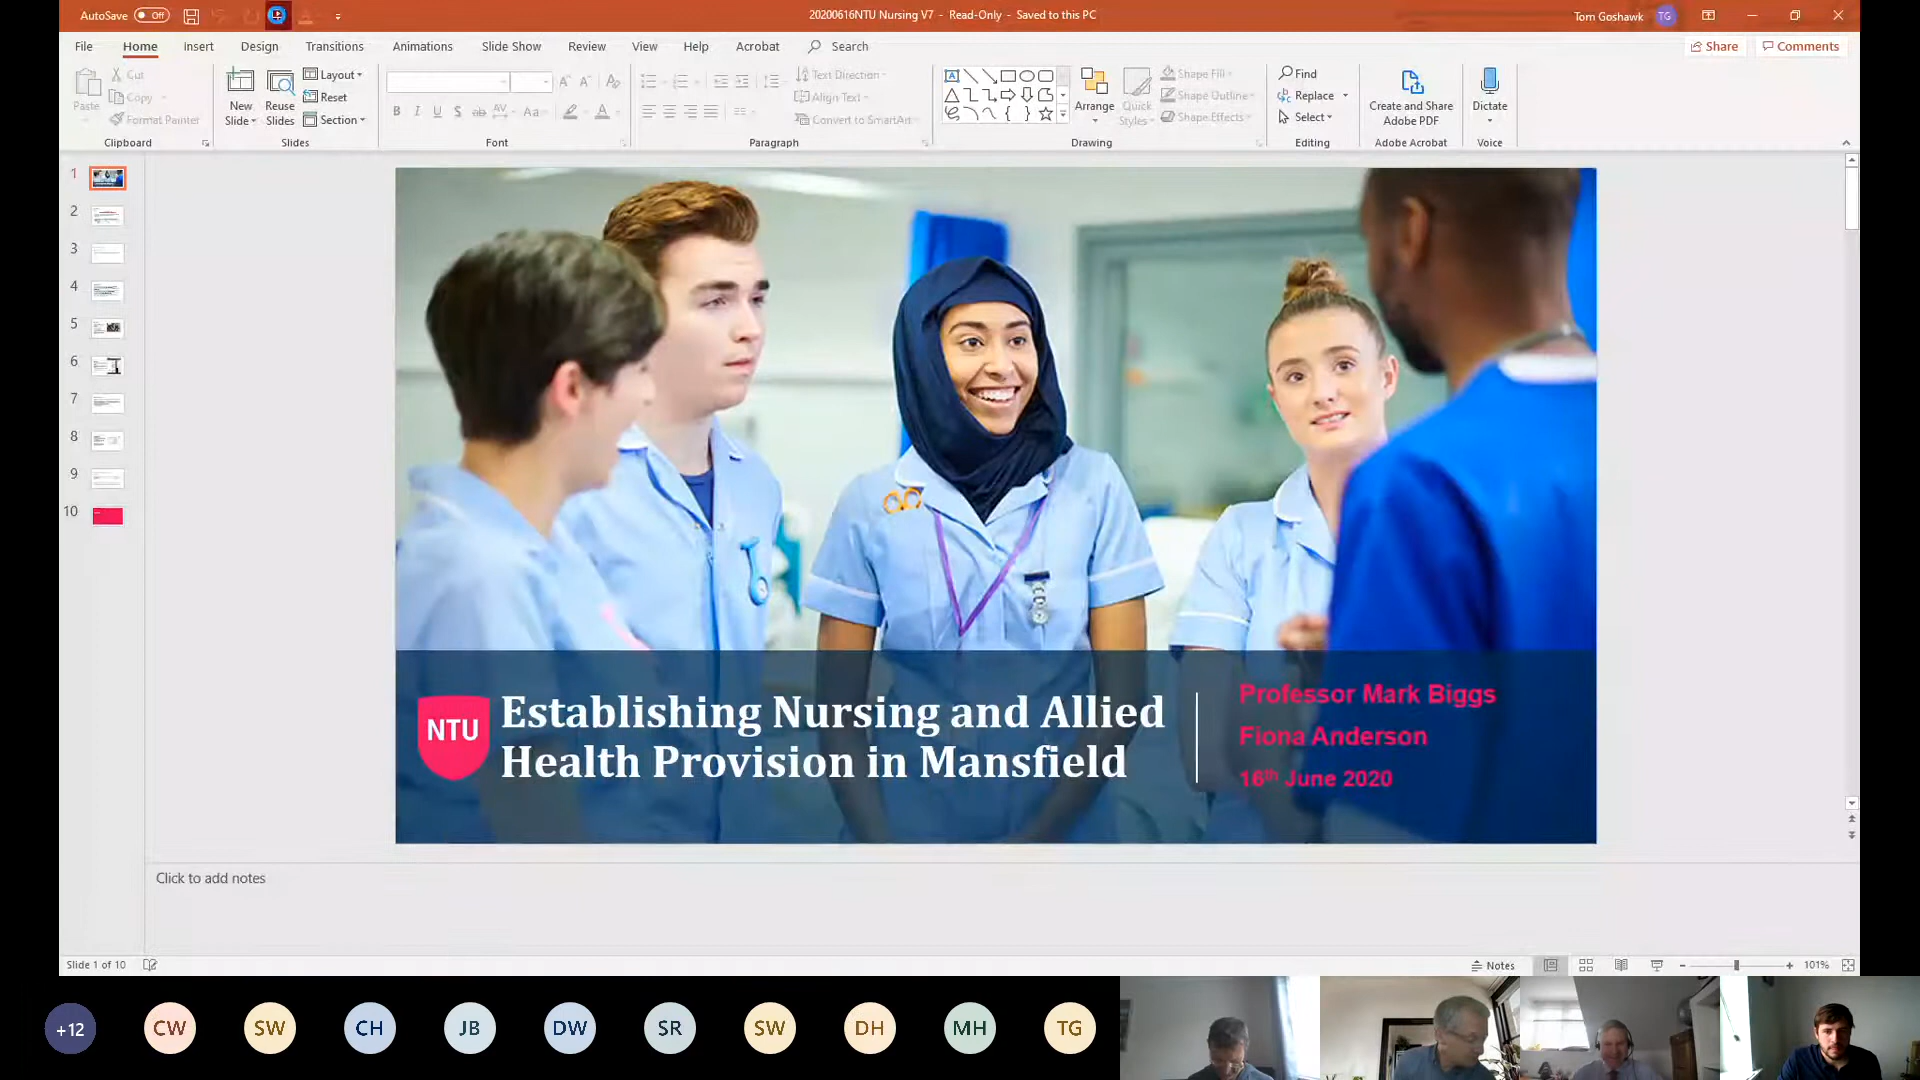 AutoSave Off
20200616NTU Nursing V7 - Read-Only - Saved to this PC
Tom Goshawk TG
File Home Insert Design Transitions Animations Slide Show Review View Help Acrobat Search
Share Comments
Paste
Cut
Copy
Format Painter
Clipboard
New Slide
Reuse Slides
Layout
Reset
Section
Slides
B I U S ab AV Aa A
Font
Text Direction
Align Text
Convert to SmartArt
Paragraph
Arrange
Quick Styles
Shape Fill
Shape Outline
Shape Effects
Drawing
Find
Replace
Select
Editing
Create and Share Adobe PDF
Adobe Acrobat
Dictate
Voice
1
2
3
4
5
6
7
8
9
10
NTU
Establishing Nursing and Allied
Health Provision in Mansfield
Professor Mark Biggs
Fiona Anderson
16th June 2020
Click to add notes
Slide 1 of 10
Notes
101%
+12 CW SW CH JB DW SR SW DH MH TG